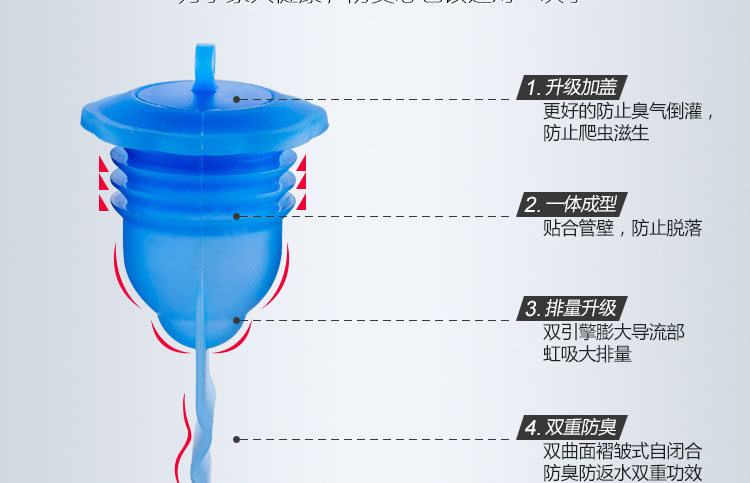 1. 升级加盖
更好的防止臭气倒灌，
防止爬虫滋生
2. 一体成型
贴合管壁，防止脱落
3. 排量升级
双引擎膨大导流部
虹吸大排量
4. 双重防臭
双曲面褶皱式自闭合
防臭防返水双重功效